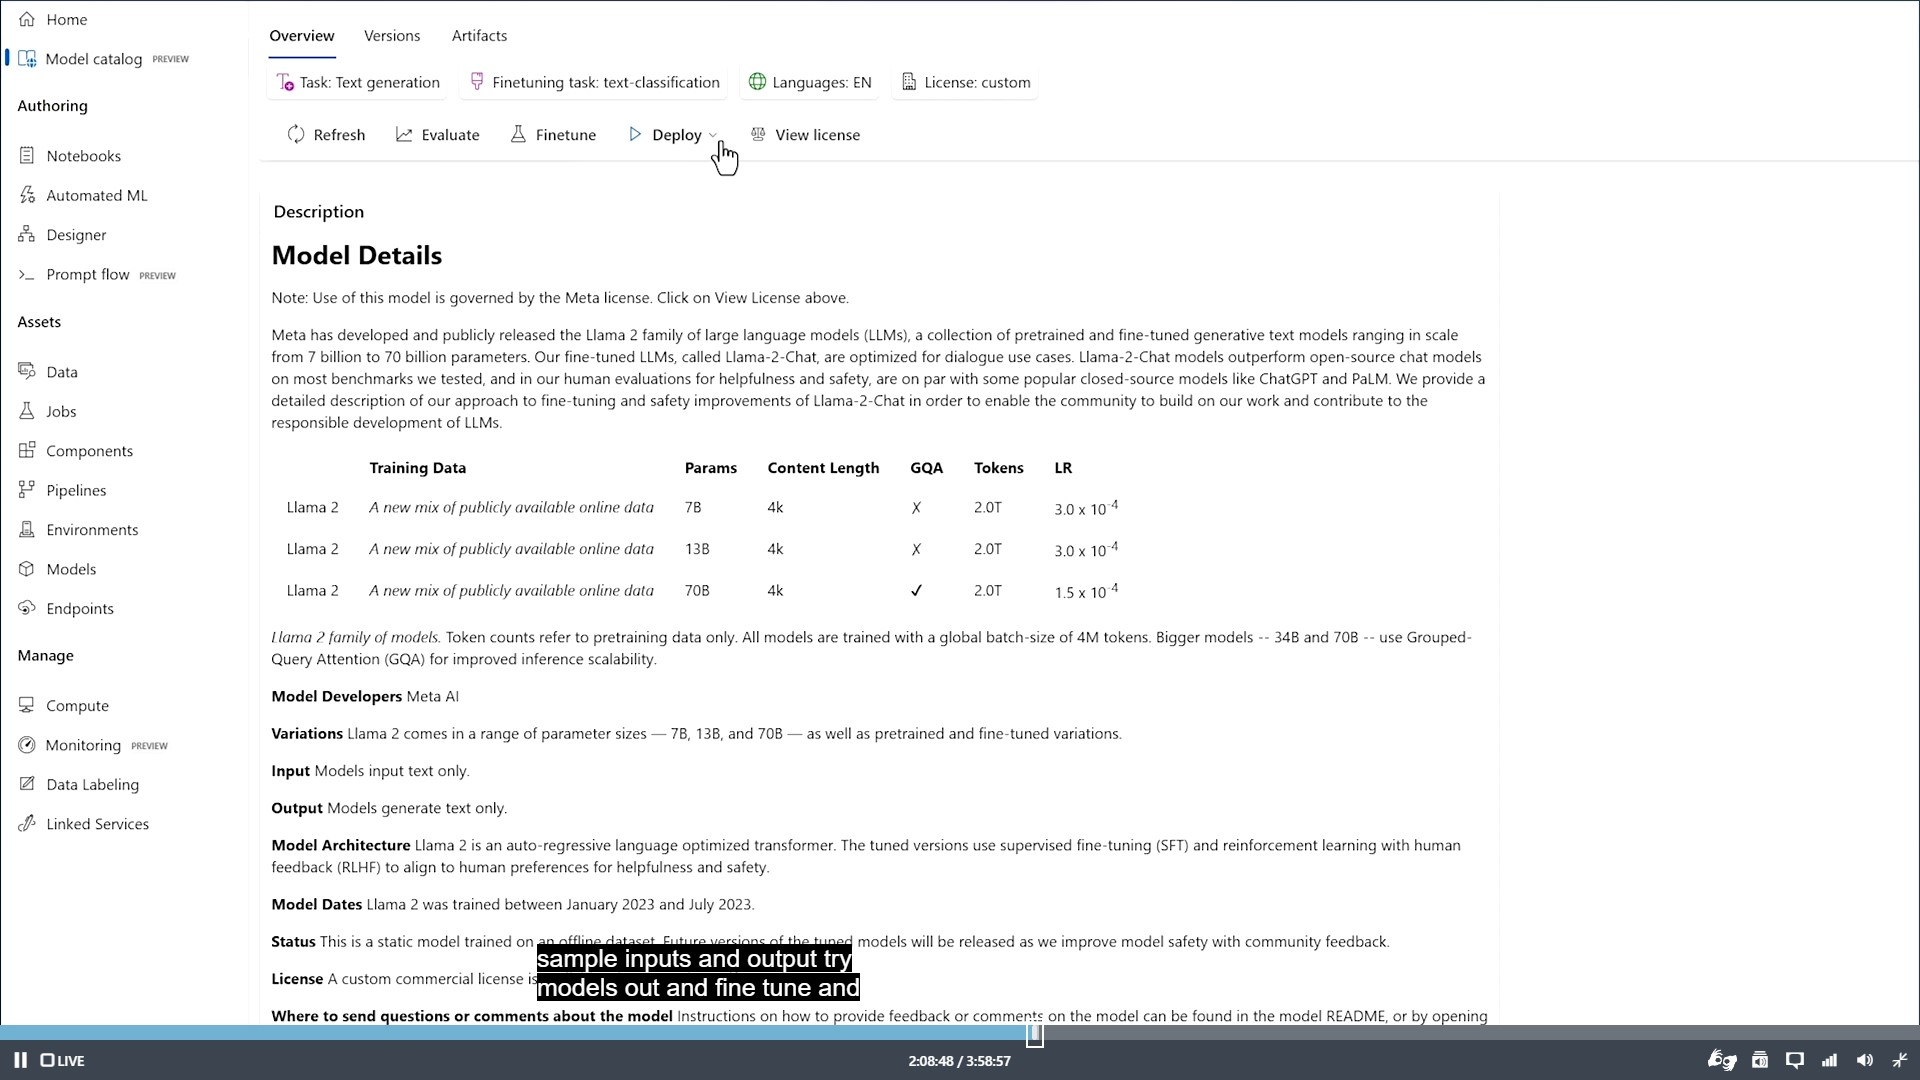 Home
Model catalog PREVIEW
Authoring
Notebooks
Automated ML
Designer
Prompt flow PREVIEW
Assets
Data
Jobs
Components
Pipelines
Environments
Models
Endpoints
Manage
Compute
Monitoring PREVIEW
Data Labeling
Linked Services
Overview Versions Artifacts
Task: Text generation Finetuning task: text-classification Languages: EN License: custom
Refresh Evaluate Finetune Deploy View license
Description
Model Details
Note: Use of this model is governed by the Meta license. Click on View License above.
Meta has developed and publicly released the Llama 2 family of large language models (LLMs), a collection of pretrained and fine-tuned generative text models ranging in scale
from 7 billion to 70 billion parameters. Our fine-tuned LLMs, called Llama-2-Chat, are optimized for dialogue use cases. Llama-2-Chat models outperform open-source chat models
on most benchmarks we tested, and in our human evaluations for helpfulness and safety, are on par with some popular closed-source models like ChatGPT and PaLM. We provide a
detailed description of our approach to fine-tuning and safety improvements of Llama-2-Chat in order to enable the community to build on our work and contribute to the
responsible development of LLMs.
Training Data Params Content Length GQA Tokens LR
Llama 2 A new mix of publicly available online data 7B 4k ✗ 2.0T 3.0 x 10⁻⁴
Llama 2 A new mix of publicly available online data 13B 4k ✗ 2.0T 3.0 x 10⁻⁴
Llama 2 A new mix of publicly available online data 70B 4k ✔ 2.0T 1.5 x 10⁻⁴
Llama 2 family of models. Token counts refer to pretraining data only. All models are trained with a global batch-size of 4M tokens. Bigger models -- 34B and 70B -- use Grouped-
Query Attention (GQA) for improved inference scalability.
Model Developers Meta AI
Variations Llama 2 comes in a range of parameter sizes — 7B, 13B, and 70B — as well as pretrained and fine-tuned variations.
Input Models input text only.
Output Models generate text only.
Model Architecture Llama 2 is an auto-regressive language optimized transformer. The tuned versions use supervised fine-tuning (SFT) and reinforcement learning with human
feedback (RLHF) to align to human preferences for helpfulness and safety.
Model Dates Llama 2 was trained between January 2023 and July 2023.
Status This is a static model trained on an offline dataset. Future versions of the tuned models will be released as we improve model safety with community feedback.
License A custom commercial license is
sample inputs and output try
models out and fine tune and
Where to send questions or comments about the model Instructions on how to provide feedback or comments on the model can be found in the model README, or by opening
LIVE
2:08:48 / 3:58:57